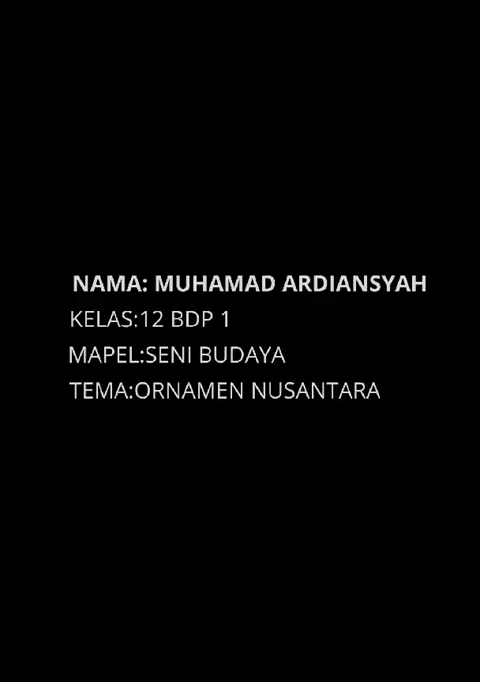 NAMA: MUHAMAD ARDIANSYAH
KELAS:12 BDP 1
MAPEL:SENI BUDAYA
TEMA:ORNAMEN NUSANTARA